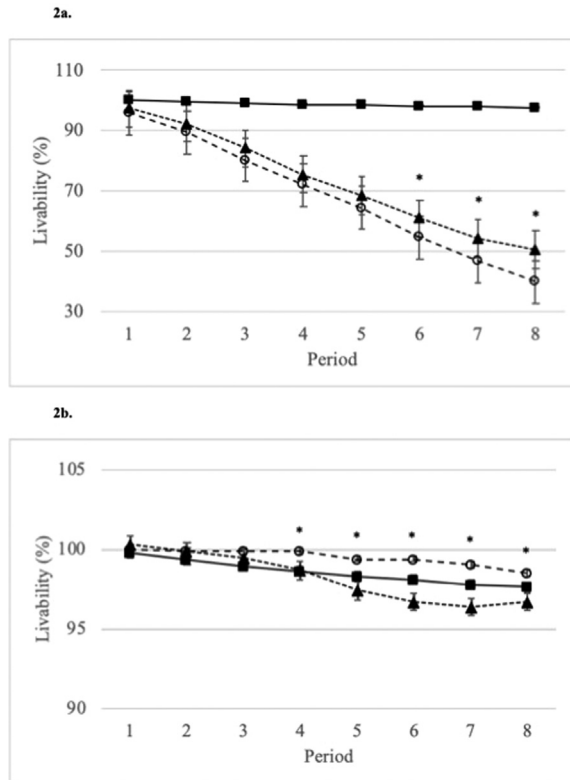 2a.
110
90
70
50
30
Livability (%)
* * *
1 2 3 4 5 6 7 8
Period
2b.
105
100
95
90
Livability (%)
* * * * *
1 2 3 4 5 6 7 8
Period